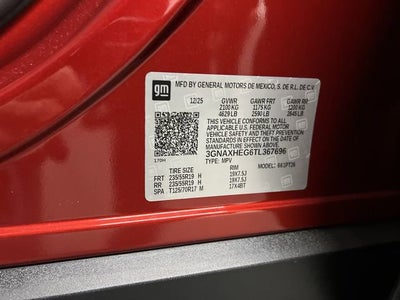 gm
MFD BY GENERAL MOTORS DE MEXICO, S. DE R.L. DE C.V.
12/25 GVWR GAWR FRT GAWR RR
2100 KG 1175 KG 1200 KG
4629 LB 2590 LB 2645 LB
THIS VEHICLE CONFORMS TO ALL
APPLICABLE U.S. FEDERAL MOTOR
VEHICLE SAFETY AND THEFT PREVENTION
STANDARDS IN EFFECT ON THE DATE OF
MANUFACTURE SHOWN ABOVE.
3GNAXHEG6TL367696
TYPE: MPV
TIRE SIZE RIM
FRT 235/55R19 H 19X7.5J
RR 235/55R19 H 19X7.5J
SPA T125/70R17 M 17X4BT